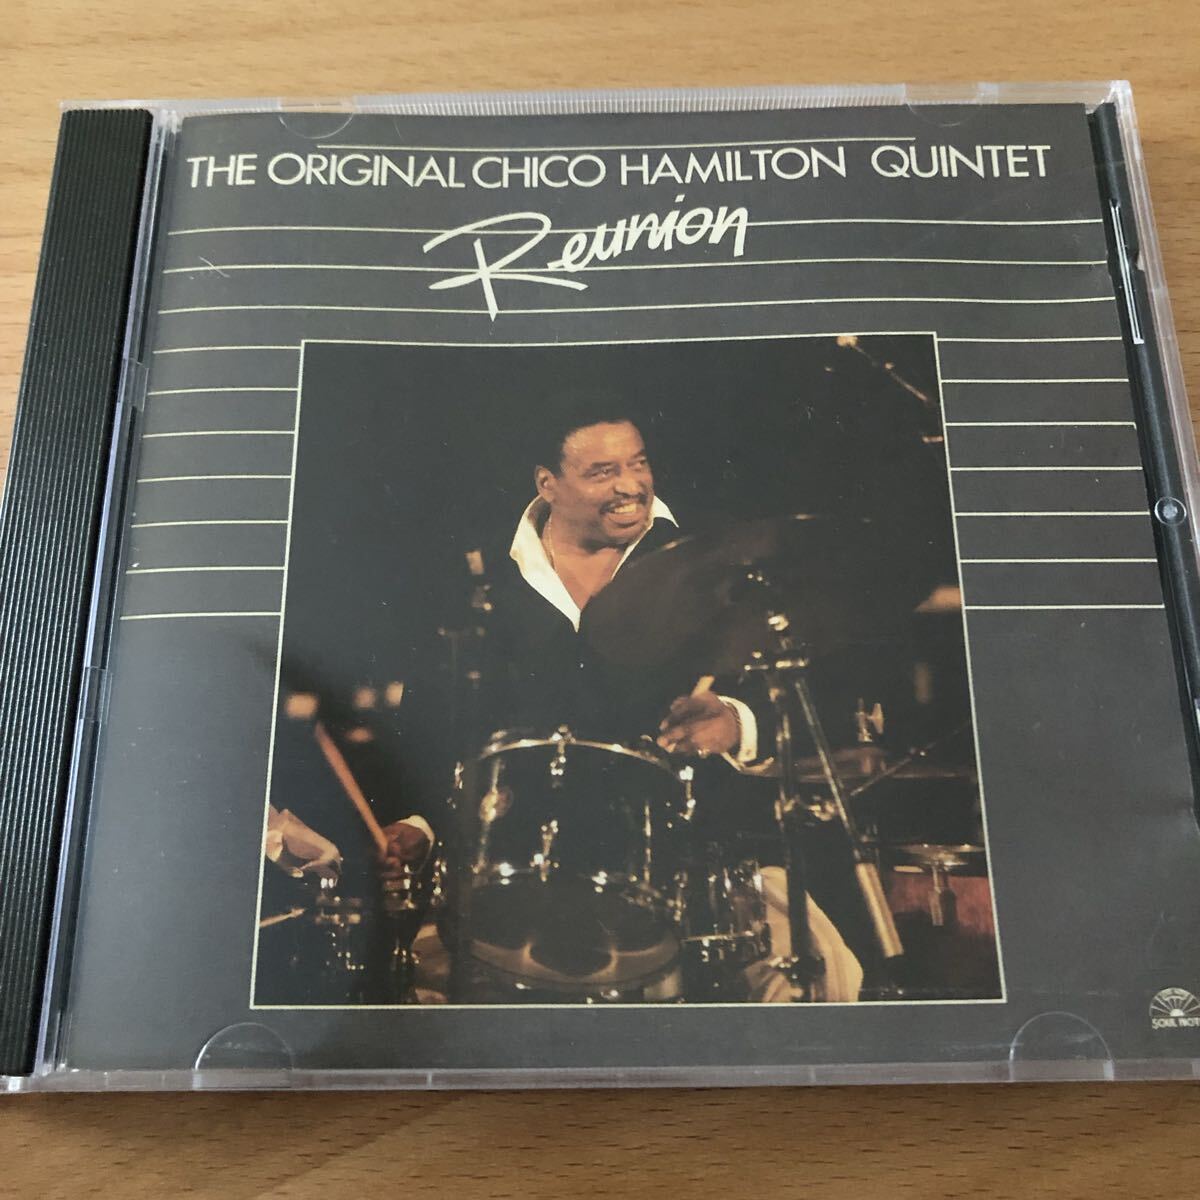 THE ORIGINAL CHICO HAMILTON QUINTET
Reunion
SOUL NOTE